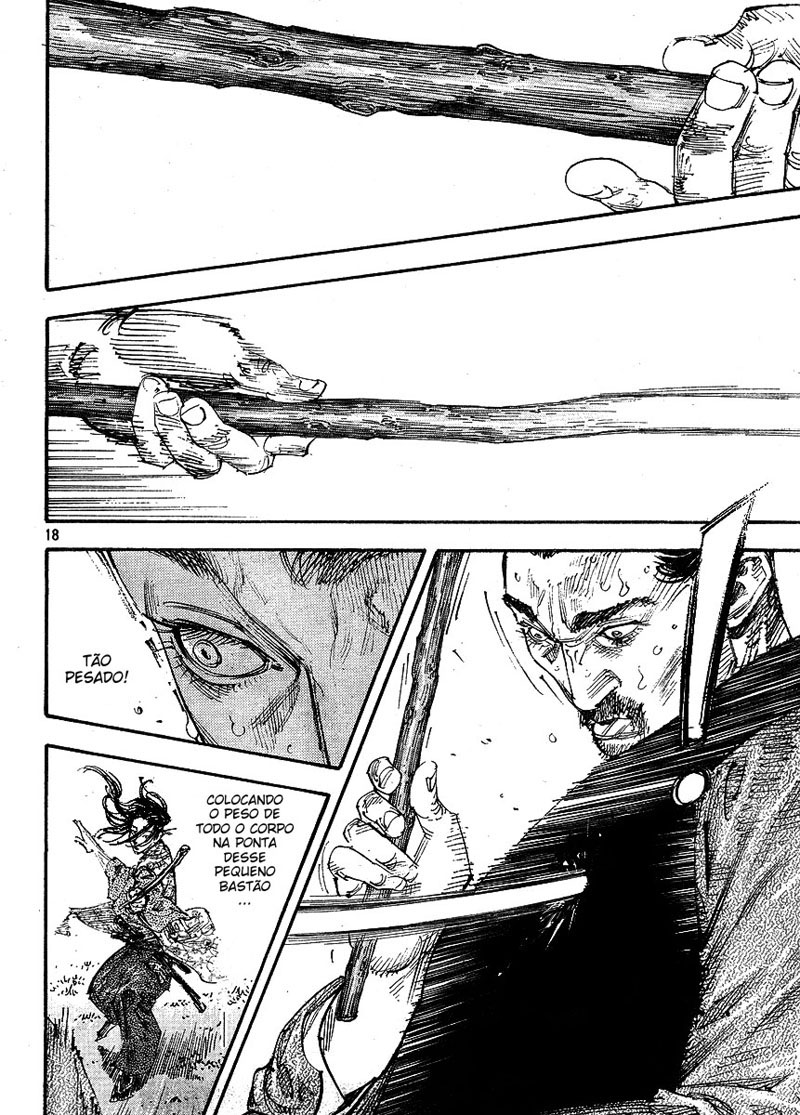 18
TÃO
PESADO!
COLOCANDO
O PESO DE
TODO O CORPO
NA PONTA
DESSE
PEQUENO
BASTÃO
...
!